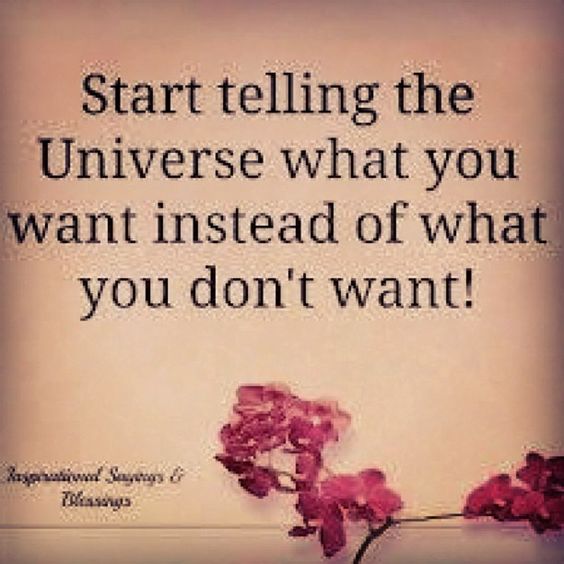 Start telling the
Universe what you
want instead of what
you don't want!
Inspirational Sayings &
Blessings